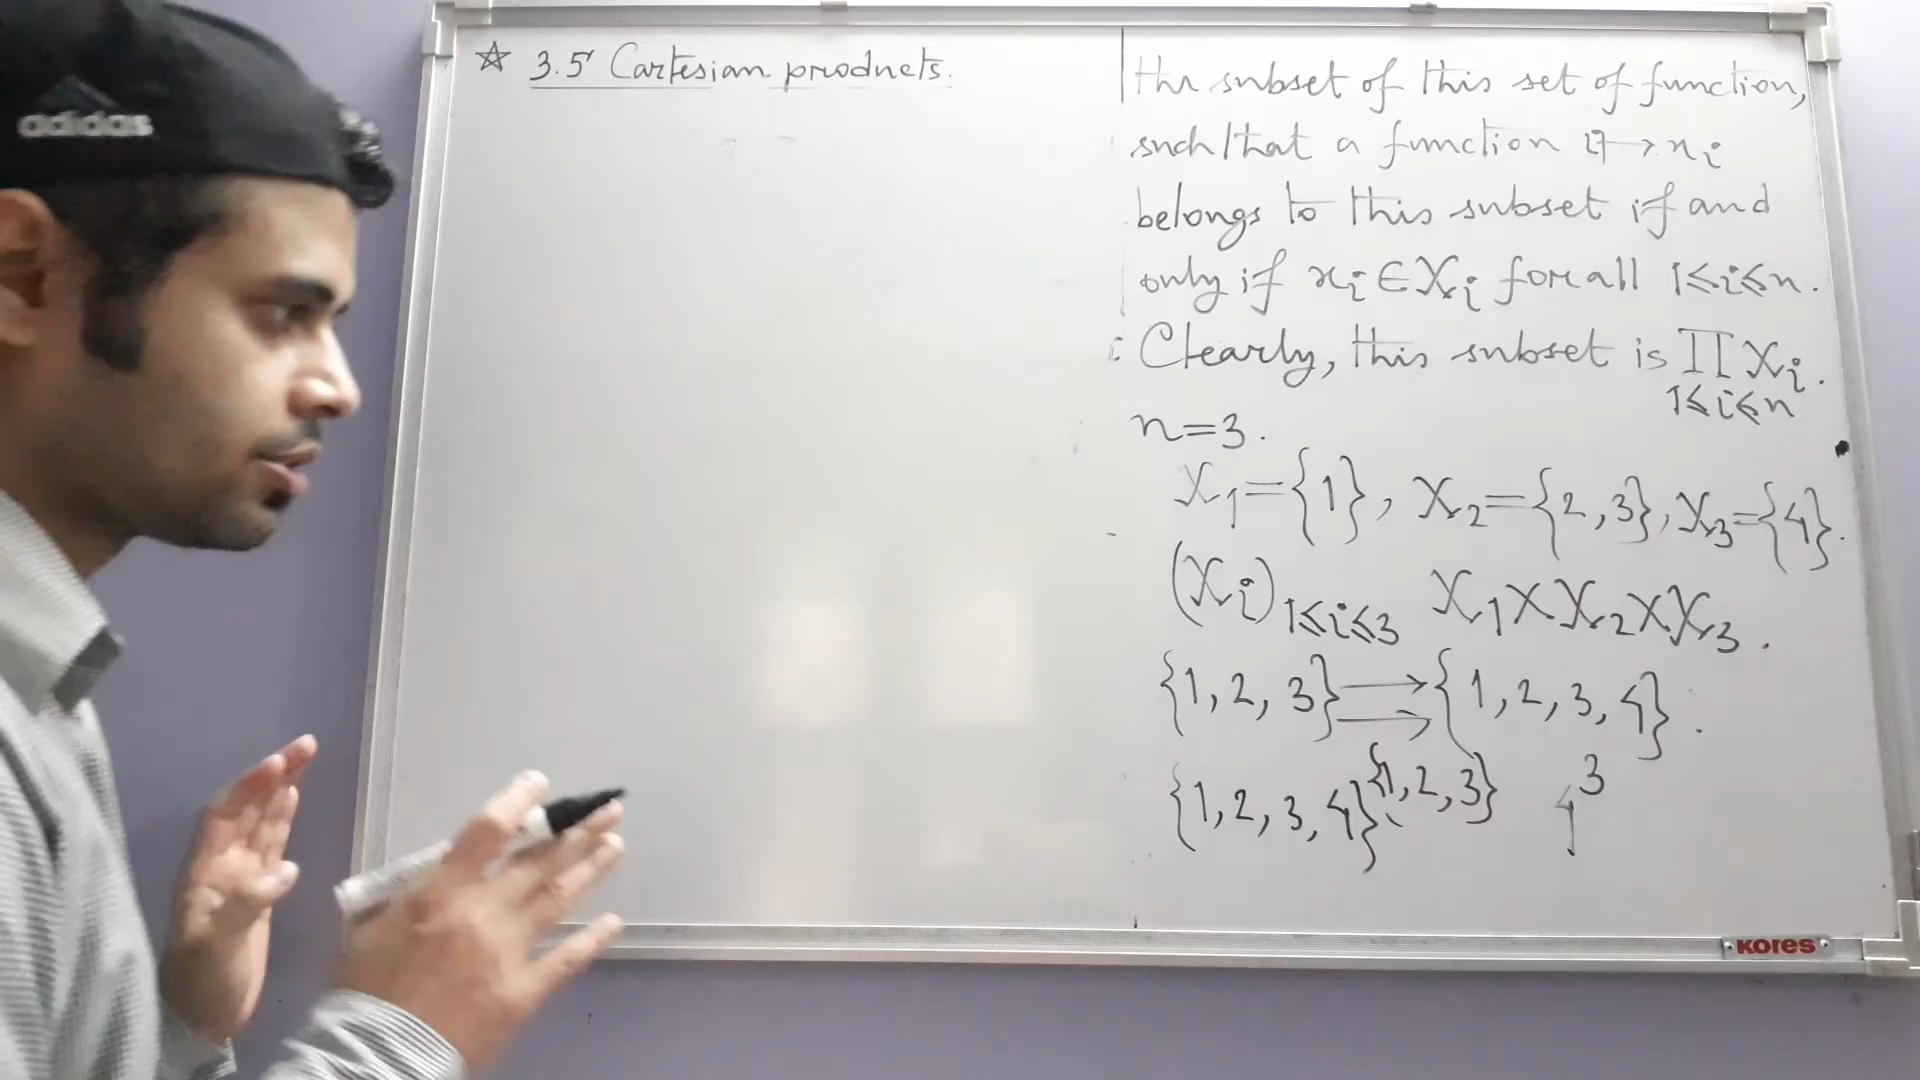 adidas
☆ 3.5 Cartesian products.
the subset of this set of function,
such that a function i ↦ xi
belongs to this subset if and
only if xi ∈ Xi for all 1≤i≤n.
Clearly, this subset is ∏ Xi.
1≤i≤n
n=3.
X1={1}, X2={2,3}, X3={4}.
(Xi)1≤i≤3 X1×X2×X3.
{1, 2, 3} ⇉ {1, 2, 3, 4}.
{1, 2, 3, 4}^{1, 2, 3} 4^3
KORES